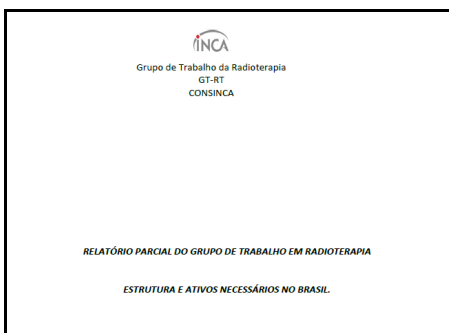 INCA
Grupo de Trabalho da Radioterapia
GT-RT
CONSINCA
RELATÓRIO PARCIAL DO GRUPO DE TRABALHO EM RADIOTERAPIA
ESTRUTURA E ATIVOS NECESSÁRIOS NO BRASIL.